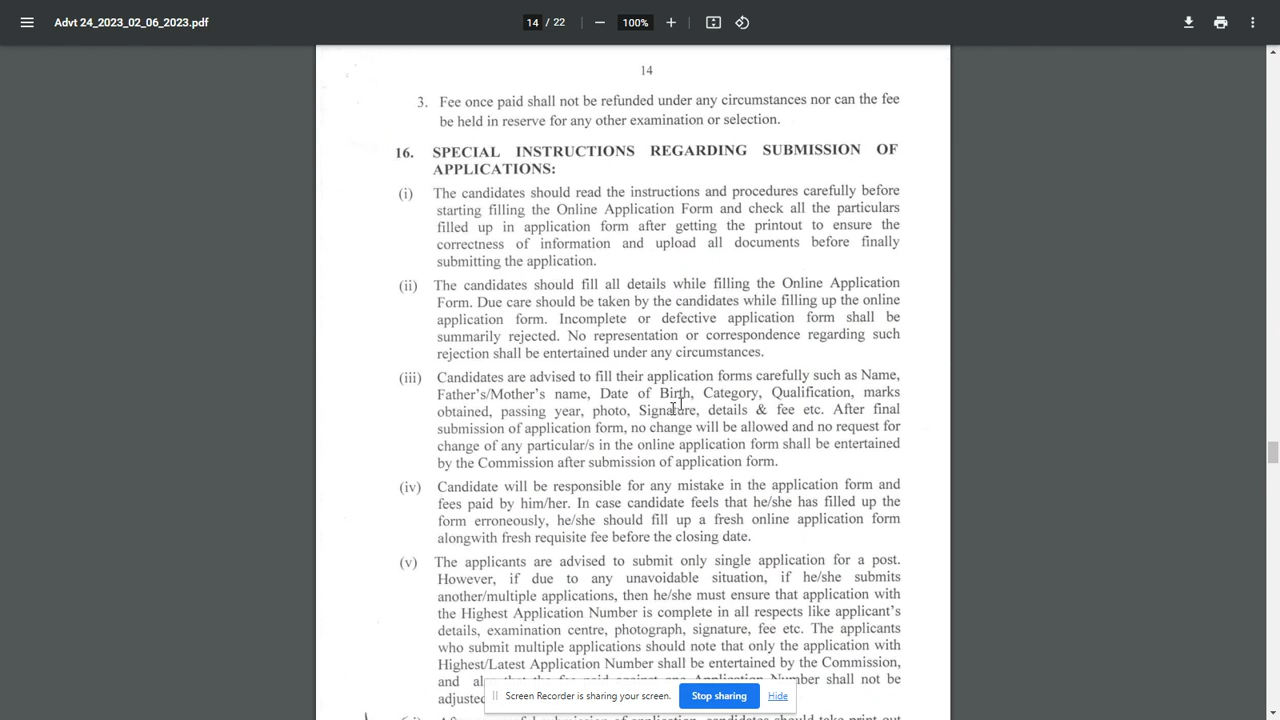 Advt 24_2023_02_06_2023.pdf
14 / 22
100%
14
3. Fee once paid shall not be refunded under any circumstances nor can the fee
be held in reserve for any other examination or selection.
16. SPECIAL INSTRUCTIONS REGARDING SUBMISSION OF
APPLICATIONS:
(i) The candidates should read the instructions and procedures carefully before
starting filling the Online Application Form and check all the particulars
filled up in application form after getting the printout to ensure the
correctness of information and upload all documents before finally
submitting the application.
(ii) The candidates should fill all details while filling the Online Application
Form. Due care should be taken by the candidates while filling up the online
application form. Incomplete or defective application form shall be
summarily rejected. No representation or correspondence regarding such
rejection shall be entertained under any circumstances.
(iii) Candidates are advised to fill their application forms carefully such as Name,
Father's/Mother's name, Date of Birth, Category, Qualification, marks
obtained, passing year, photo, Signature, details & fee etc. After final
submission of application form, no change will be allowed and no request for
change of any particular/s in the online application form shall be entertained
by the Commission after submission of application form.
(iv) Candidate will be responsible for any mistake in the application form and
fees paid by him/her. In case candidate feels that he/she has filled up the
form erroneously, he/she should fill up a fresh online application form
alongwith fresh requisite fee before the closing date.
(v) The applicants are advised to submit only single application for a post.
However, if due to any unavoidable situation, if he/she submits
another/multiple applications, then he/she must ensure that application with
the Highest Application Number is complete in all respects like applicant's
details, examination centre, photograph, signature, fee etc. The applicants
who submit multiple applications should note that only the application with
Highest/Latest Application Number shall be entertained by the Commission,
and shall not be
adjusted
Screen Recorder is sharing your screen.
Stop sharing
Hide